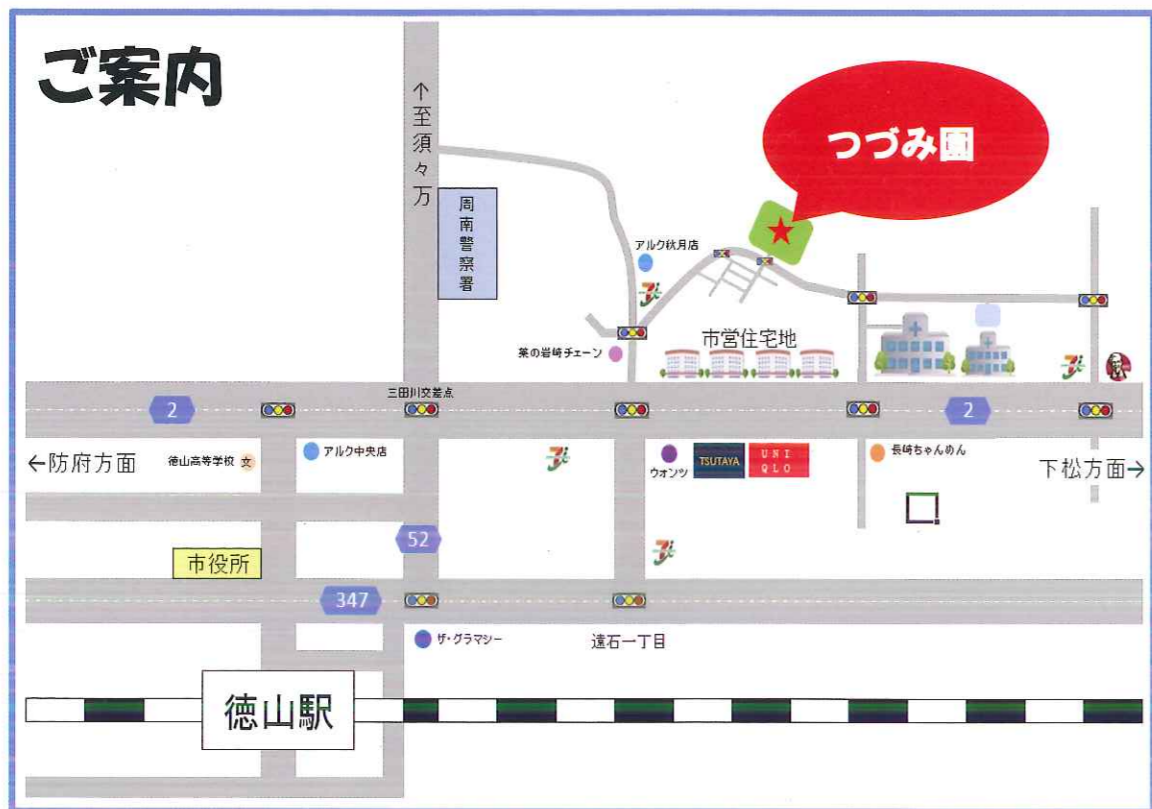 ご案内
↑至須々万
つづみ園
周南警察署
アルク秋月店
薬の岩崎チェーン
市営住宅地
三田川交差点
2
2
←防府方面
徳山高等学校
文
アルク中央店
ウォンツ
TSUTAYA
UNI
QLO
長崎ちゃんめん
下松方面→
52
市役所
347
ザ・グラマシー
遠石一丁目
徳山駅